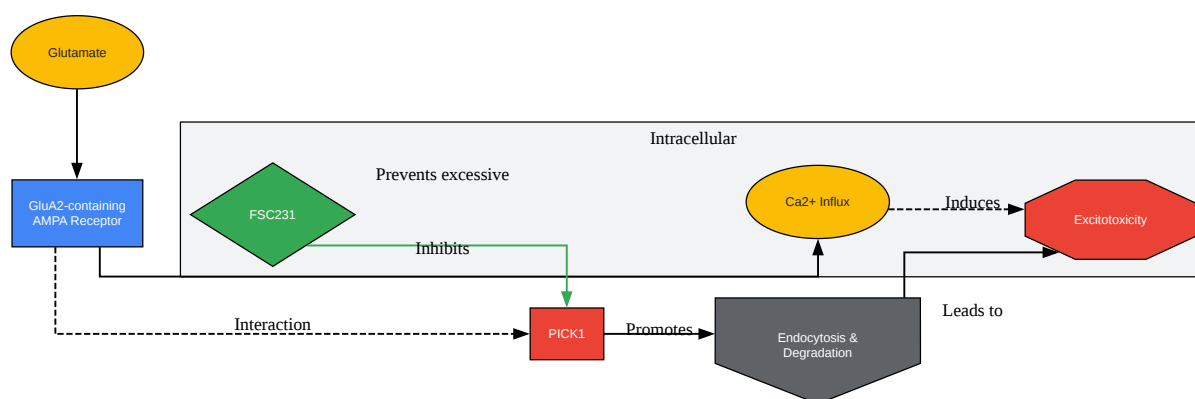 Glutamate
Intracellular
Prevents excessive
GluA2-containing
AMPA Receptor
FSC231
Ca2+ Influx
Induces
Excitotoxicity
Inhibits
Interaction
PICK1
Promotes
Endocytosis &
Degradation
Leads to